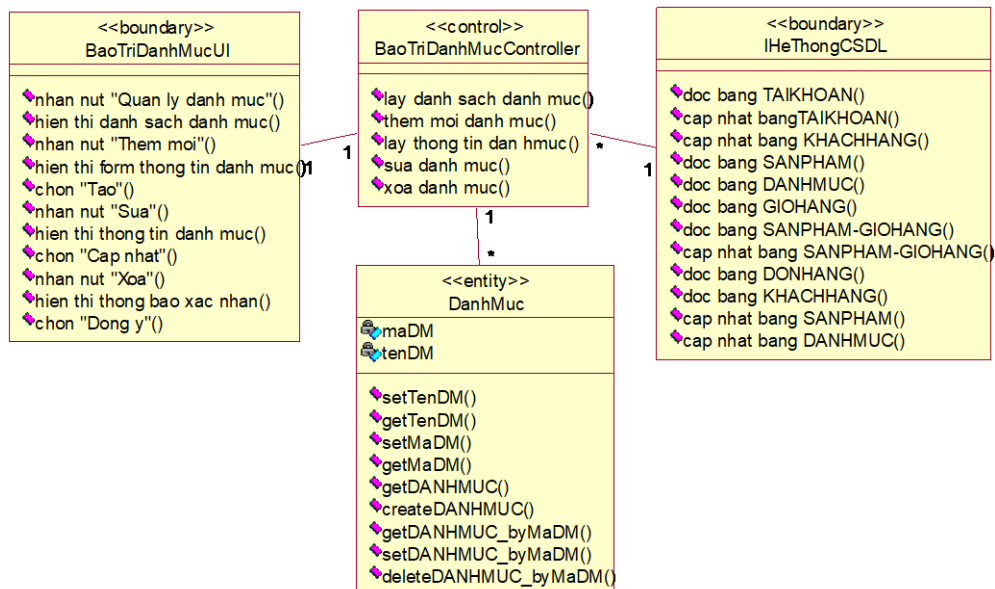 <<boundary>>
BaoTriDanhMucUI
nhan nut "Quan ly danh muc"()
hien thi danh sach danh muc()
nhan nut "Them moi"()
hien thi form thong tin danh muc()
chon "Tao"()
nhan nut "Sua"()
hien thi thong tin danh muc()
chon "Cap nhat"()
nhan nut "Xoa"()
hien thi thong bao xac nhan()
chon "Dong y"()
1
1
<<control>>
BaoTriDanhMucController
lay danh sach danh muc()
them moi danh muc()
lay thong tin dan hmuc()
sua danh muc()
xoa danh muc()
*
1
<<boundary>>
IHeThongCSDL
doc bang TAIKHOAN()
cap nhat bangTAIKHOAN()
cap nhat bang KHACHHANG()
doc bang SANPHAM()
doc bang DANHMUC()
doc bang GIOHANG()
doc bang SANPHAM-GIOHANG()
cap nhat bang SANPHAM-GIOHANG()
doc bang DONHANG()
doc bang KHACHHANG()
cap nhat bang SANPHAM()
cap nhat bang DANHMUC()
1
*
<<entity>>
DanhMuc
maDM
tenDM
setTenDM()
getTenDM()
setMaDM()
getMaDM()
getDANHMUC()
createDANHMUC()
getDANHMUC_byMaDM()
setDANHMUC_byMaDM()
deleteDANHMUC_byMaDM()